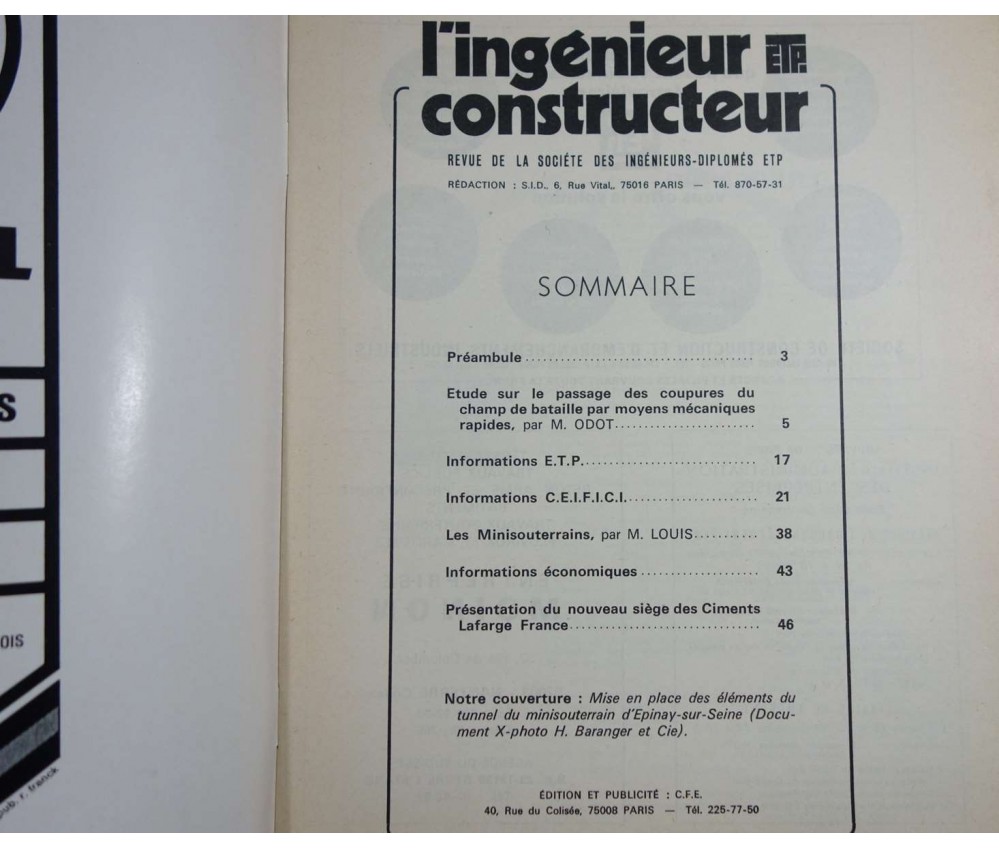 l'ingénieur ETP.
constructeur
REVUE DE LA SOCIÉTE DES INGÉNIEURS-DIPLOMÉS ETP
RÉDACTION : S.I.D., 6, Rue Vital, 75016 PARIS — Tél. 870-57-31
SOMMAIRE
Préambule 3
Etude sur le passage des coupures du
champ de bataille par moyens mécaniques
rapides, par M. ODOT 5
Informations E.T.P. 17
Informations C.E.I.F.I.C.I. 21
Les Minisouterrains, par M. LOUIS 38
Informations économiques 43
Présentation du nouveau siège des Ciments
Lafarge France 46
Notre couverture : Mise en place des éléments du
tunnel du minisouterrain d'Epinay-sur-Seine (Docu-
ment X-photo H. Baranger et Cie).
ÉDITION ET PUBLICITÉ : C.F.E.
40, Rue du Colisée, 75008 PARIS — Tél. 225-77-50
L
S
OIS
pub. r. franck